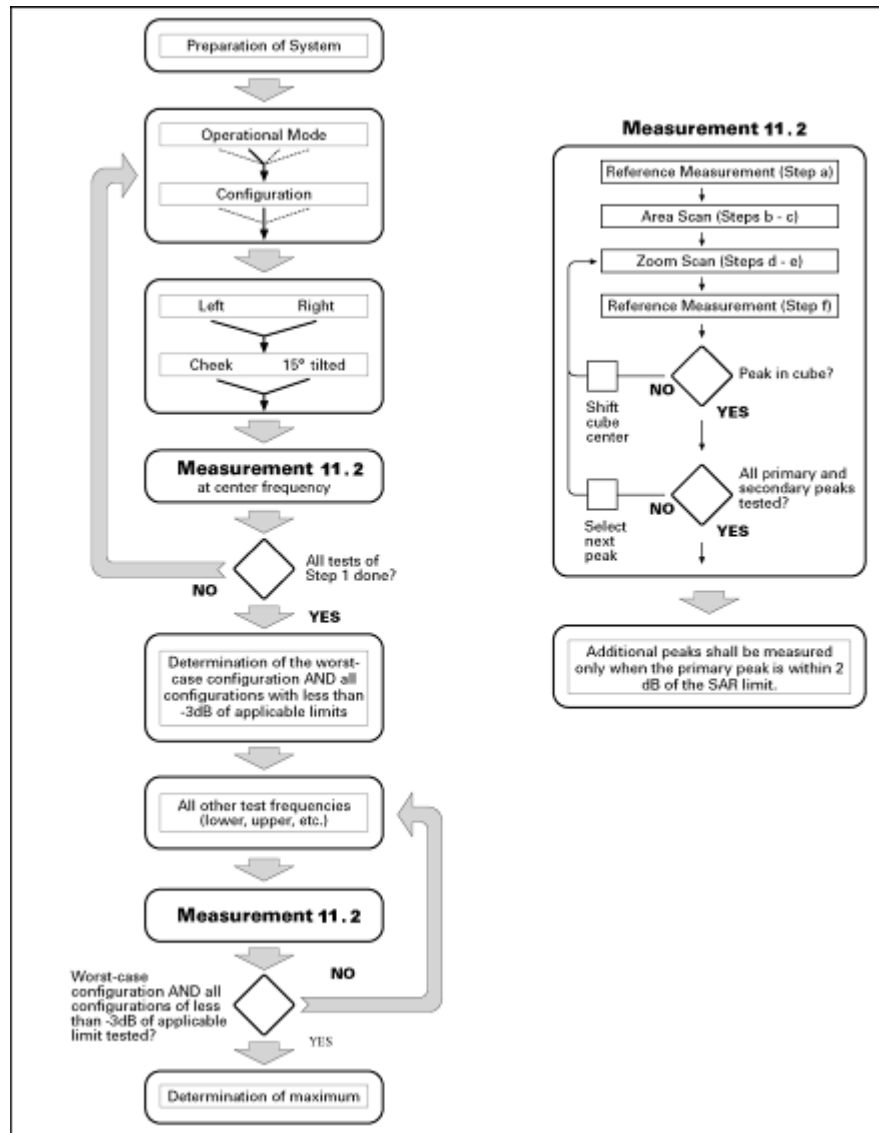 Preparation of System
Operational Mode
Configuration
Left Right
Cheek 15° tilted
Measurement 11.2
at center frequency
All tests of
Step 1 done?
NO
YES
Determination of the worst-
case configuration AND all
configurations with less than
-3dB of applicable limits
All other test frequencies
(lower, upper, etc.)
Measurement 11.2
NO
Worst-case
configuration AND all
configurations of less
than -3dB of applicable
limit tested?
YES
Determination of maximum
Measurement 11.2
Reference Measurement (Step a)
Area Scan (Steps b - c)
Zoom Scan (Steps d - e)
Reference Measurement (Step f)
Peak in cube?
NO
YES
Shift
cube
center
All primary and
secondary peaks
tested?
NO
YES
Select
next
peak
Additional peaks shall be measured
only when the primary peak is within 2
dB of the SAR limit.